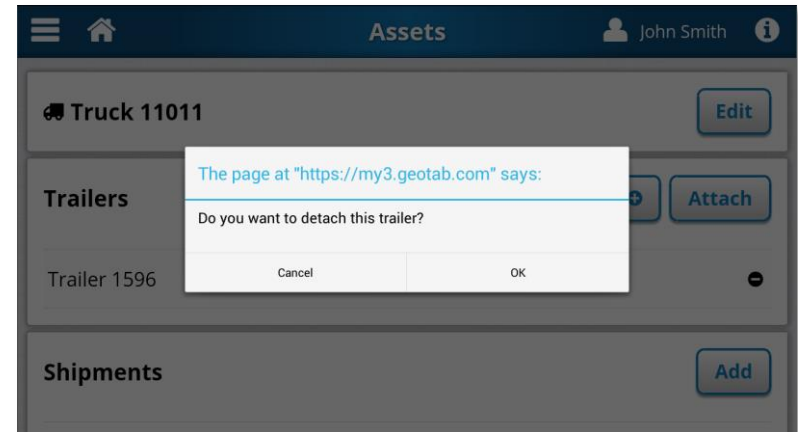 Assets
John Smith
Truck 11011
Edit
The page at "https://my3.geotab.com" says:
Trailers
Attach
Do you want to detach this trailer?
Trailer 1596
Cancel
OK
Shipments
Add